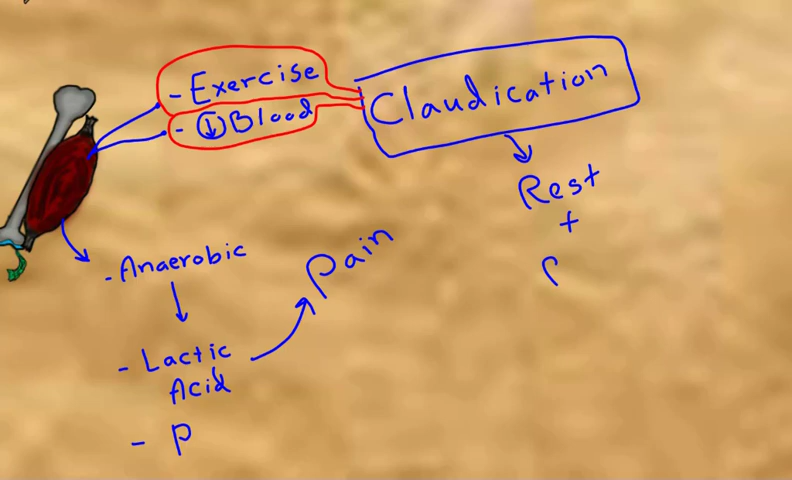 - Exercise
- ↓ Blood
Claudication
Rest
+
- Anaerobic
Pain
- Lactic
Acid
- P